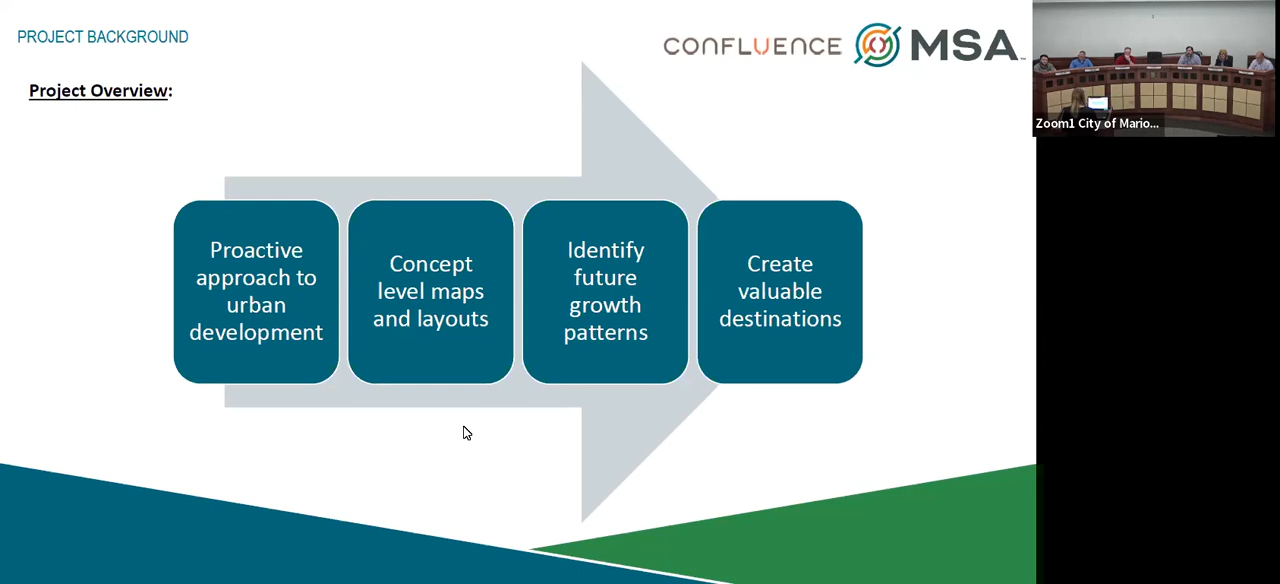 PROJECT BACKGROUND
CONFLUENCE MSA
Project Overview:
Proactive
approach to
urban
development
Concept
level maps
and layouts
Identify
future
growth
patterns
Create
valuable
destinations
Zoom1 City of Mario...